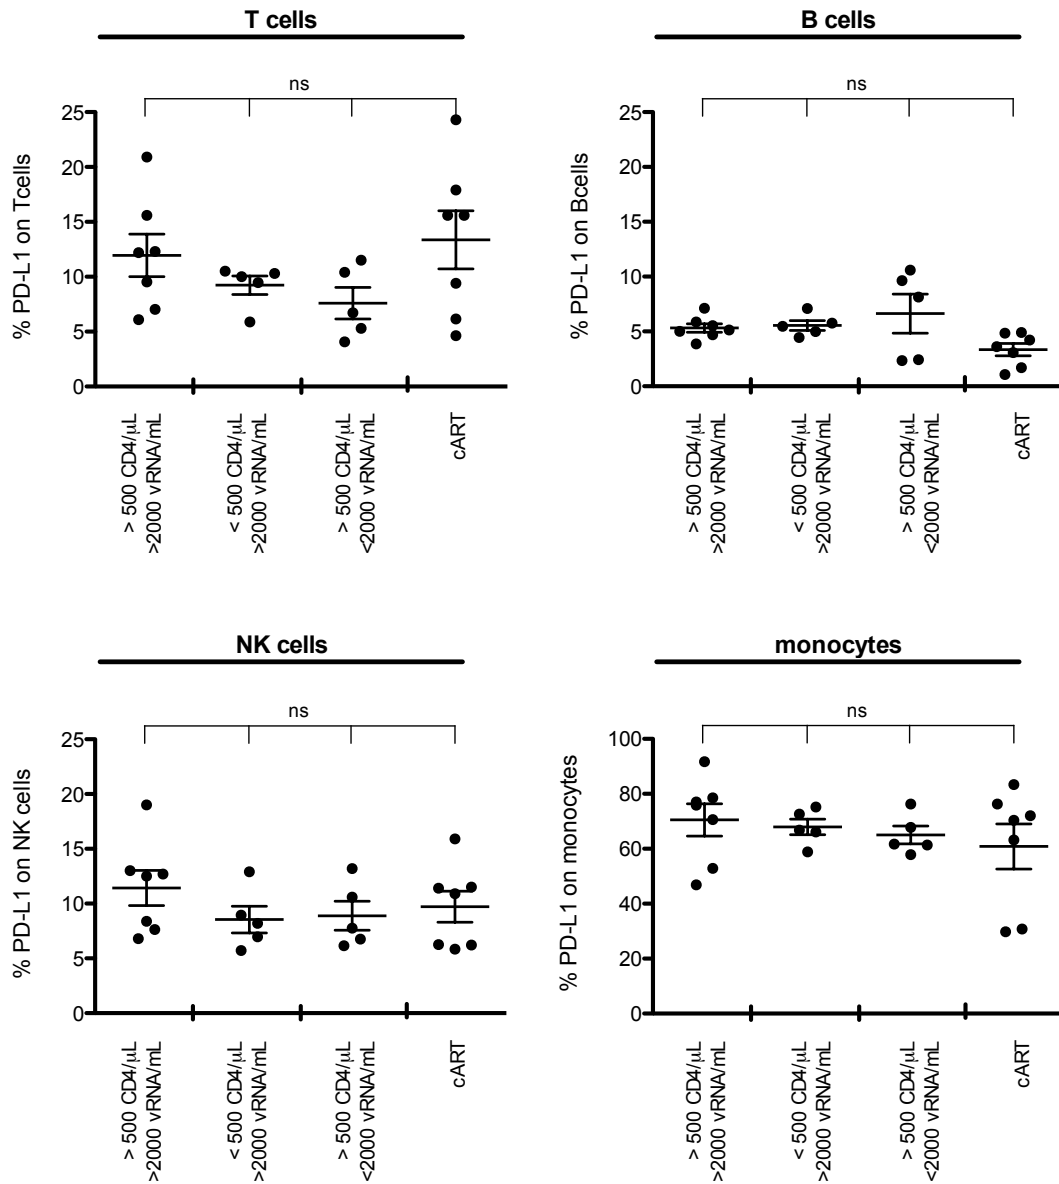 T cells
ns
% PD-L1 on Tcells
25
20
15
10
5
0
> 500 CD4/μL
>2000 vRNA/mL
< 500 CD4/μL
>2000 vRNA/mL
> 500 CD4/μL
<2000 vRNA/mL
cART
B cells
ns
% PD-L1 on Bcells
25
20
15
10
5
0
> 500 CD4/μL
>2000 vRNA/mL
< 500 CD4/μL
>2000 vRNA/mL
> 500 CD4/μL
<2000 vRNA/mL
cART
NK cells
ns
% PD-L1 on NK cells
25
20
15
10
5
0
> 500 CD4/μL
>2000 vRNA/mL
< 500 CD4/μL
>2000 vRNA/mL
> 500 CD4/μL
<2000 vRNA/mL
cART
monocytes
ns
% PD-L1 on monocytes
100
80
60
40
20
0
> 500 CD4/μL
>2000 vRNA/mL
< 500 CD4/μL
>2000 vRNA/mL
> 500 CD4/μL
<2000 vRNA/mL
cART